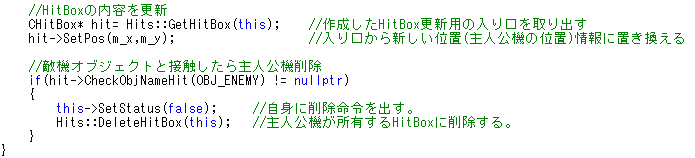 //HitBoxの内容を更新
CHitBox* hit= Hits::GetHitBox(this);    //作成したHitBox更新用の入り口を取り出す
hit->SetPos(m_x,m_y);                   //入り口から新しい位置(主人公機の位置)情報に置き換える
//敵機オブジェクトと接触したら主人公機削除
if(hit->CheckObjNameHit(OBJ_ENEMY) != nullptr)
{
this->SetStatus(false);    //自身に削除命令を出す。
Hits::DeleteHitBox(this);  //主人公機が所有するHitBoxに削除する。
}
}